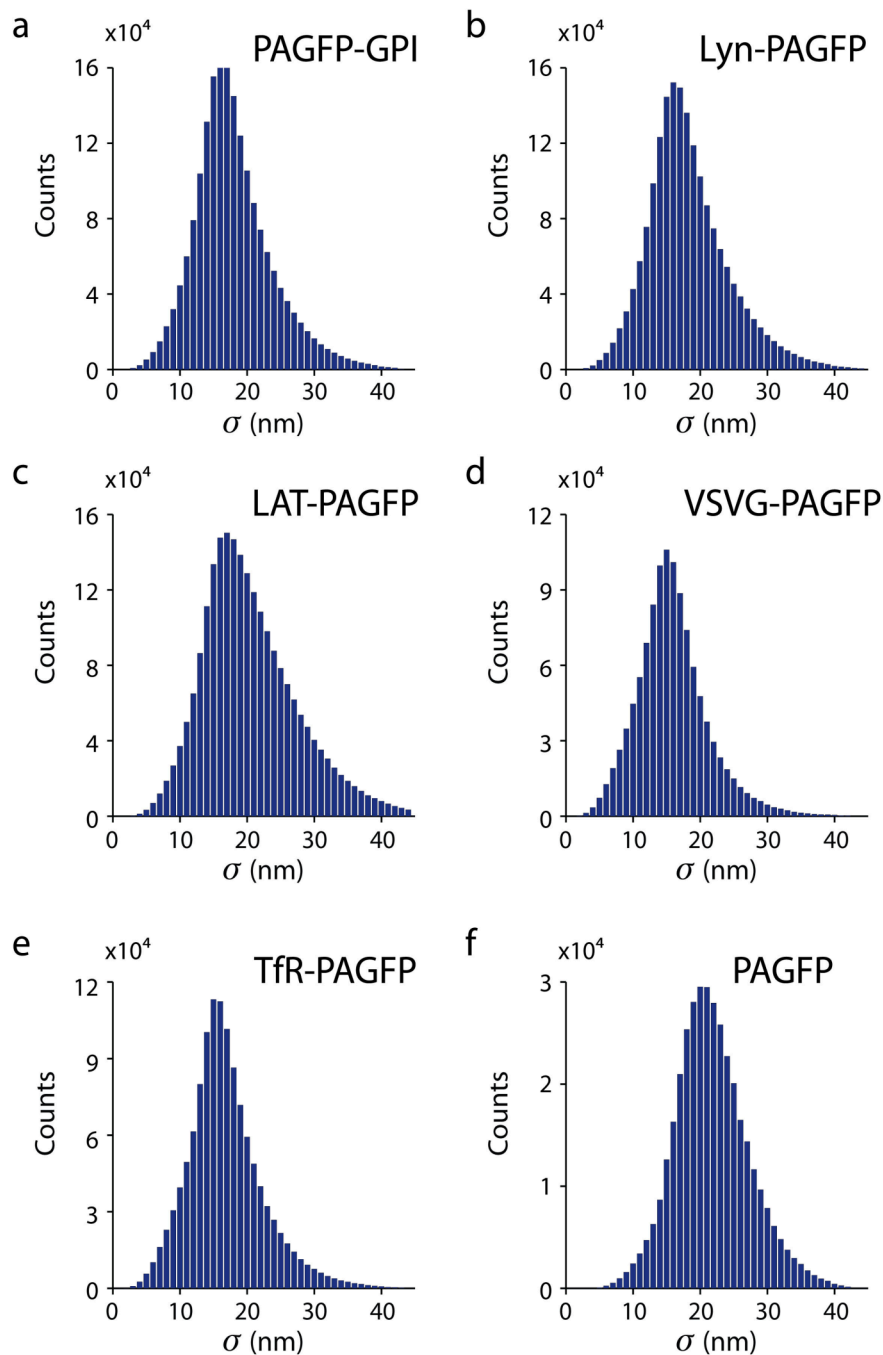 a
x10⁴
PAGFP-GPI
16
12
8
4
0
Counts
0 10 20 30 40
σ (nm)
b
x10⁴
Lyn-PAGFP
16
12
8
4
0
Counts
0 10 20 30 40
σ (nm)
c
x10⁴
LAT-PAGFP
16
12
8
4
0
Counts
0 10 20 30 40
σ (nm)
d
x10⁴
VSVG-PAGFP
12
9
6
3
0
Counts
0 10 20 30 40
σ (nm)
e
x10⁴
TfR-PAGFP
12
9
6
3
0
Counts
0 10 20 30 40
σ (nm)
f
x10⁴
PAGFP
3
2
1
0
Counts
0 10 20 30 40
σ (nm)